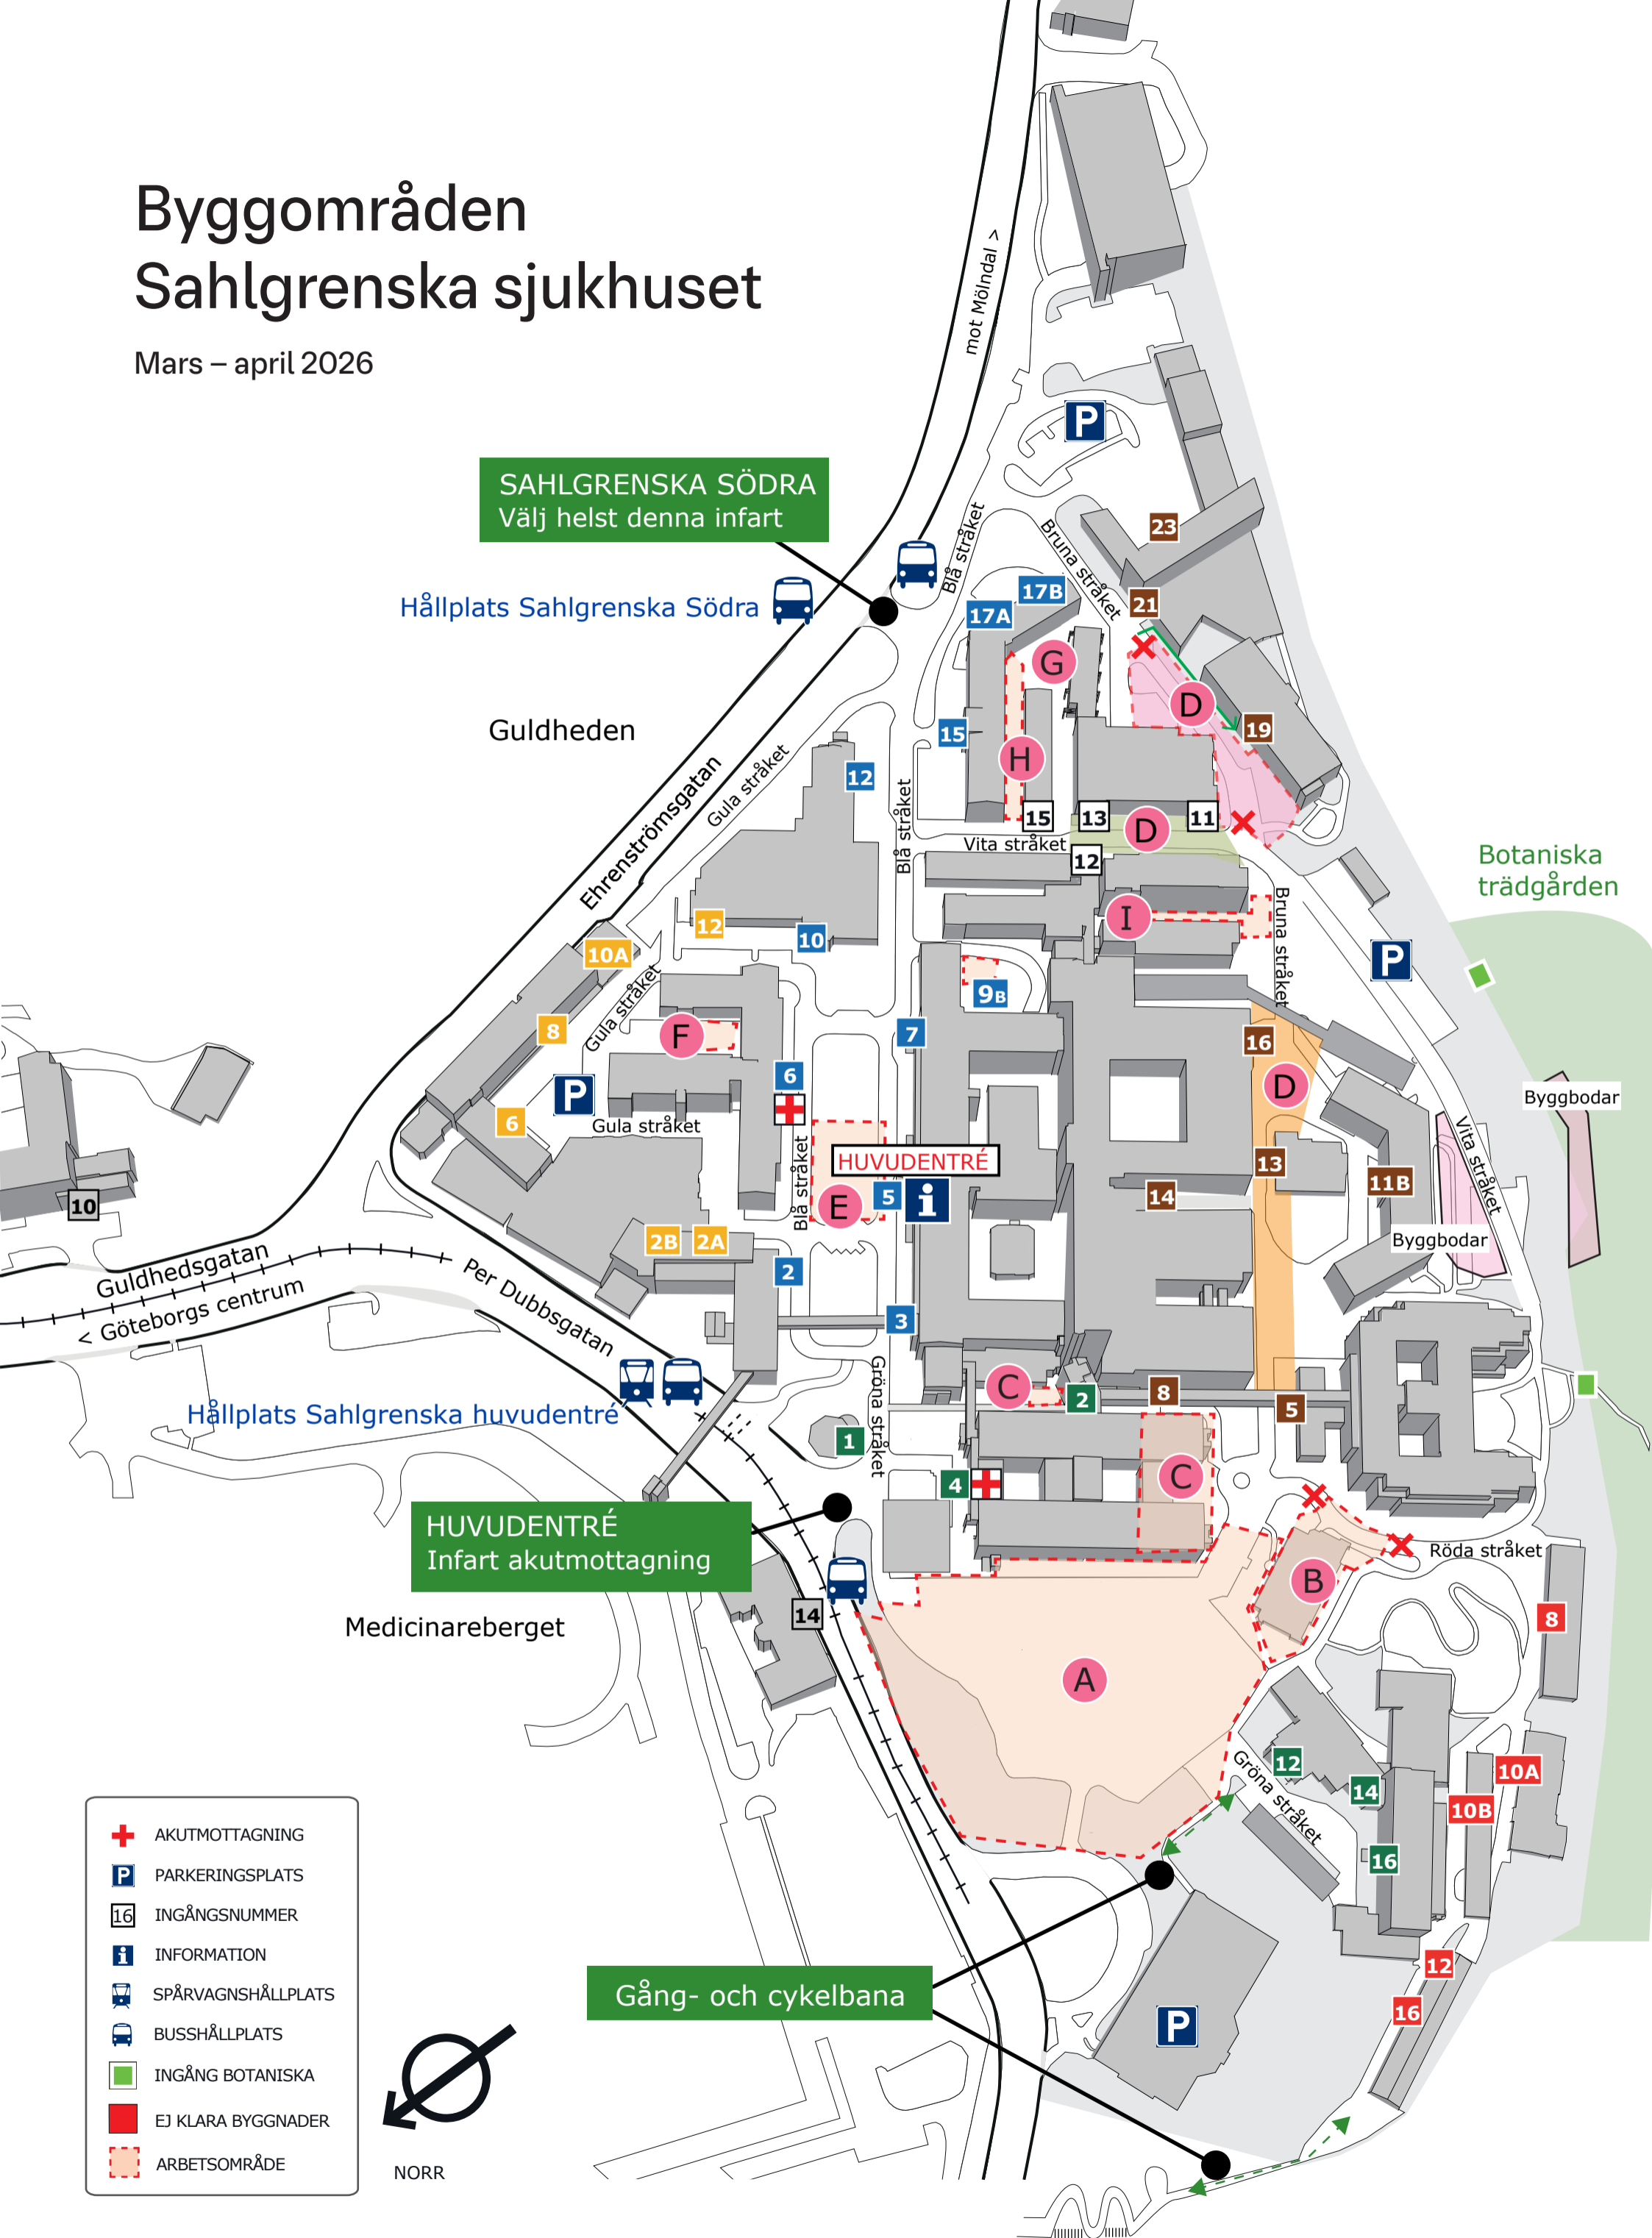 Byggområden
Sahlgrenska sjukhuset
Mars – april 2026
mot Mölndal >
P
SAHLGRENSKA SÖDRA
Välj helst denna infart
Blå stråket
Bruna stråket
23
Hållplats Sahlgrenska Södra
17B
17A
21
G
D
Guldheden
15
19
H
Ehrenströmsgatan
Gula stråket
12
Blå stråket
15
13
11
D
Vita stråket
12
Botaniska
trädgården
I
Bruna stråket
12
10
10A
P
Gula stråket
9B
8
F
7
16
6
D
P
Byggbodar
6
Gula stråket
Vita stråket
Blå stråket
HUVUDENTRÉ
13
11B
10
E
5
i
14
2B
2A
Byggbodar
Guldhedsgatan
< Göteborgs centrum
Per Dubbsgatan
2
3
Gröna stråket
C
2
8
5
Hållplats Sahlgrenska huvudentré
1
4
C
HUVUDENTRÉ
Infart akutmottagning
Röda stråket
B
14
8
Medicinareberget
A
Gröna stråket
12
14
10A
10B
16
AKUTMOTTAGNING
P PARKERINGSPLATS
16 INGÅNGSNUMMER
i INFORMATION
SPÅRVAGNSHÅLLPLATS
BUSSHÅLLPLATS
INGÅNG BOTANISKA
EJ KLARA BYGGNADER
ARBETSOMRÅDE
NORR
Gång- och cykelbana
12
16
P